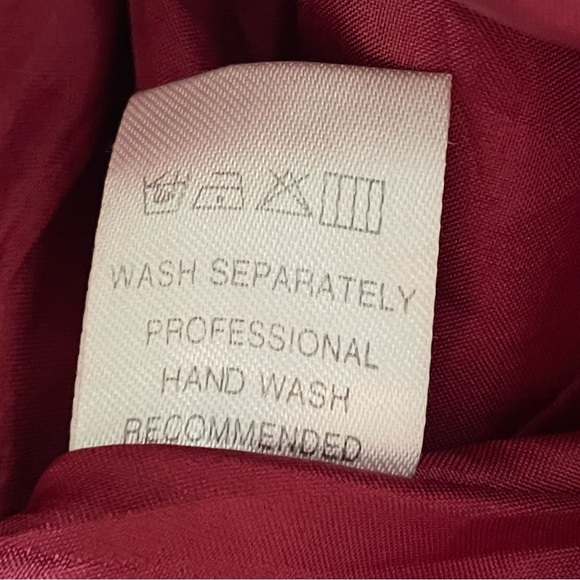 WASH SEPARATELY
PROFESSIONAL
HAND WASH
RECOMMENDED